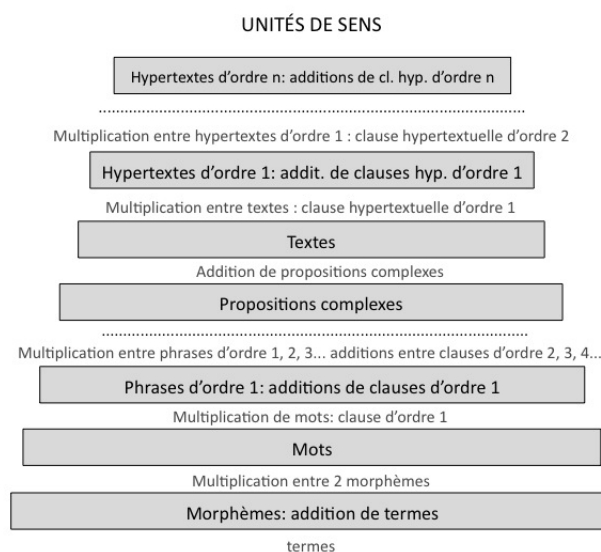 UNITÉS DE SENS
Hypertextes d’ordre n: additions de cl. hyp. d’ordre n
Multiplication entre hypertextes d’ordre 1 : clause hypertextuelle d’ordre 2
Hypertextes d’ordre 1: addit. de clauses hyp. d’ordre 1
Multiplication entre textes : clause hypertextuelle d’ordre 1
Textes
Addition de propositions complexes
Propositions complexes
Multiplication entre phrases d’ordre 1, 2, 3... additions entre clauses d’ordre 2, 3, 4...
Phrases d’ordre 1: additions de clauses d’ordre 1
Multiplication de mots: clause d’ordre 1
Mots
Multiplication entre 2 morphèmes
Morphèmes: addition de termes
termes